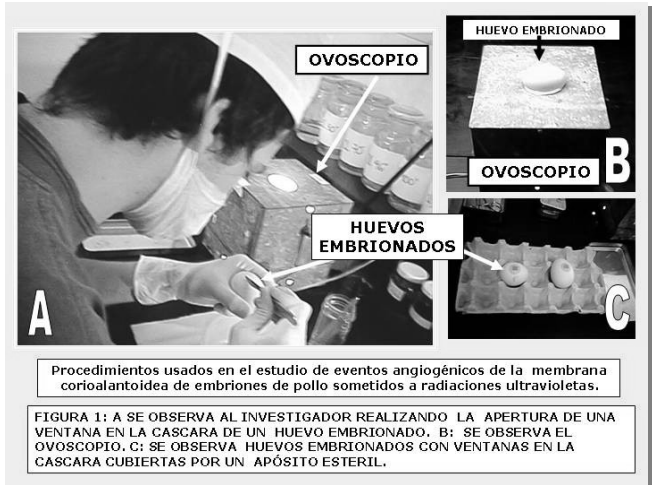 HUEVO EMBRIONADO
OVOSCOPIO
B
OVOSCOPIO
HUEVOS
EMBRIONADOS
A
C
Procedimientos usados en el estudio de eventos angiogénicos de la membrana
corioalantoidea de embriones de pollo sometidos a radiaciones ultravioletas.
FIGURA 1: A SE OBSERVA AL INVESTIGADOR REALIZANDO LA APERTURA DE UNA
VENTANA EN LA CASCARA DE UN HUEVO EMBRIONADO. B: SE OBSERVA EL
OVOSCOPIO. C: SE OBSERVA HUEVOS EMBRIONADOS CON VENTANAS EN LA
CASCARA CUBIERTAS POR UN APÓSITO ESTERIL.